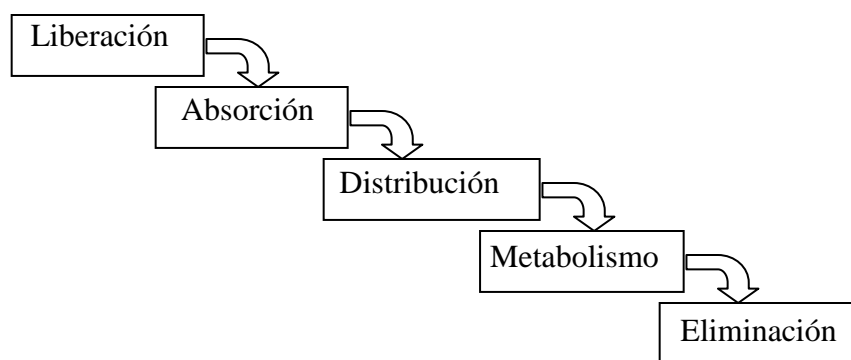 Liberación
Absorción
Distribución
Metabolismo
Eliminación